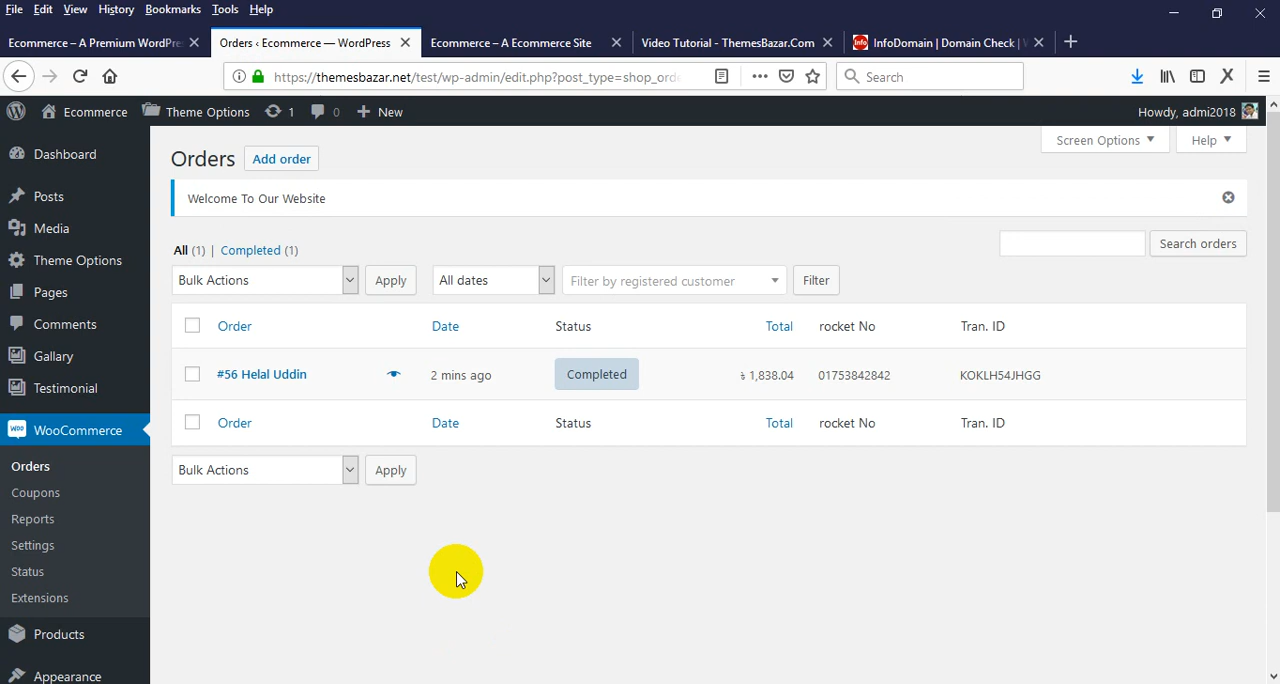 File Edit View History Bookmarks Tools Help
Ecommerce – A Premium WordPre
Orders ‹ Ecommerce — WordPress
Ecommerce – A Ecommerce Site
Video Tutorial - ThemesBazar.Com
Info InfoDomain | Domain Check |
https://themesbazar.net/test/wp-admin/edit.php?post_type=shop_orde
Search
Ecommerce Theme Options 1 0 New
Howdy, admi2018
Screen Options Help
Dashboard
Posts
Media
Theme Options
Pages
Comments
Gallary
Testimonial
WooCommerce
Orders
Coupons
Reports
Settings
Status
Extensions
Products
Appearance
Orders Add order
Welcome To Our Website
All (1) | Completed (1)
Search orders
Bulk Actions Apply All dates Filter by registered customer Filter
Order Date Status Total rocket No Tran. ID
#56 Helal Uddin 2 mins ago Completed ৳ 1,838.04 01753842842 KOKLH54JHGG
Order Date Status Total rocket No Tran. ID
Bulk Actions Apply